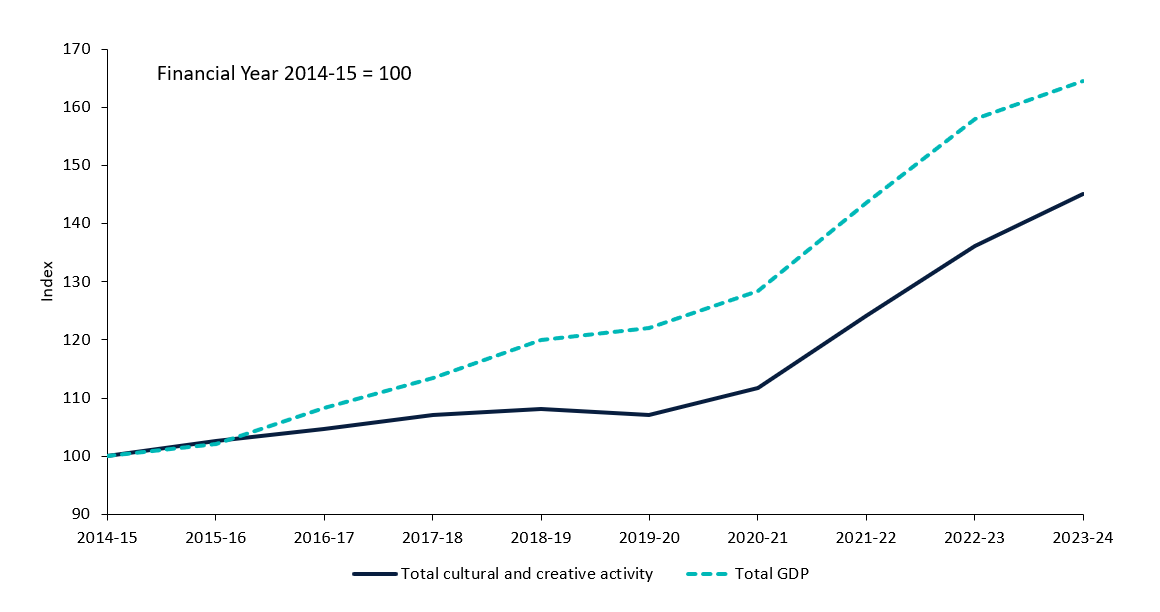 170
Financial Year 2014-15 = 100
160
150
140
130
Index
120
110
100
90
2014-15 2015-16 2016-17 2017-18 2018-19 2019-20 2020-21 2021-22 2022-23 2023-24
Total cultural and creative activity Total GDP